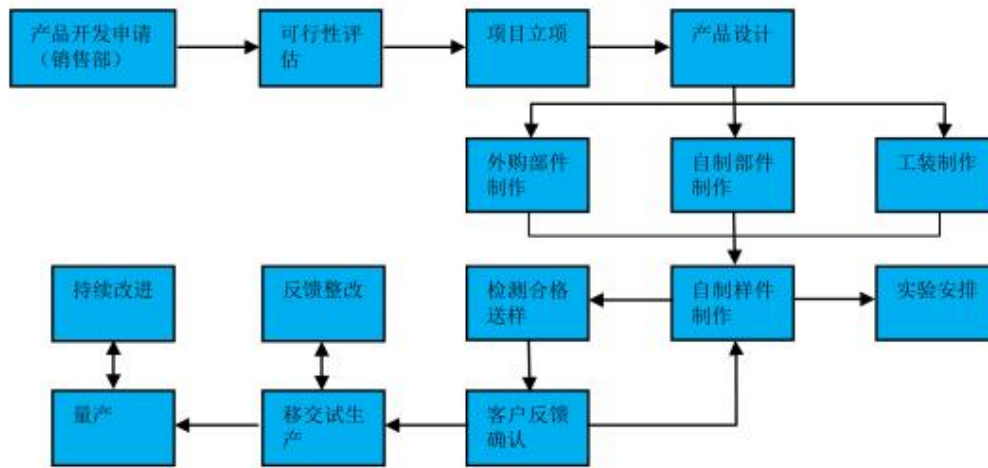 产品开发申请
（销售部）
可行性评
估
项目立项
产品设计
外购部件
制作
自制部件
制作
工装制作
持续改进
反馈整改
检测合格
送样
自制样件
制作
实验安排
量产
移交试生
产
客户反馈
确认